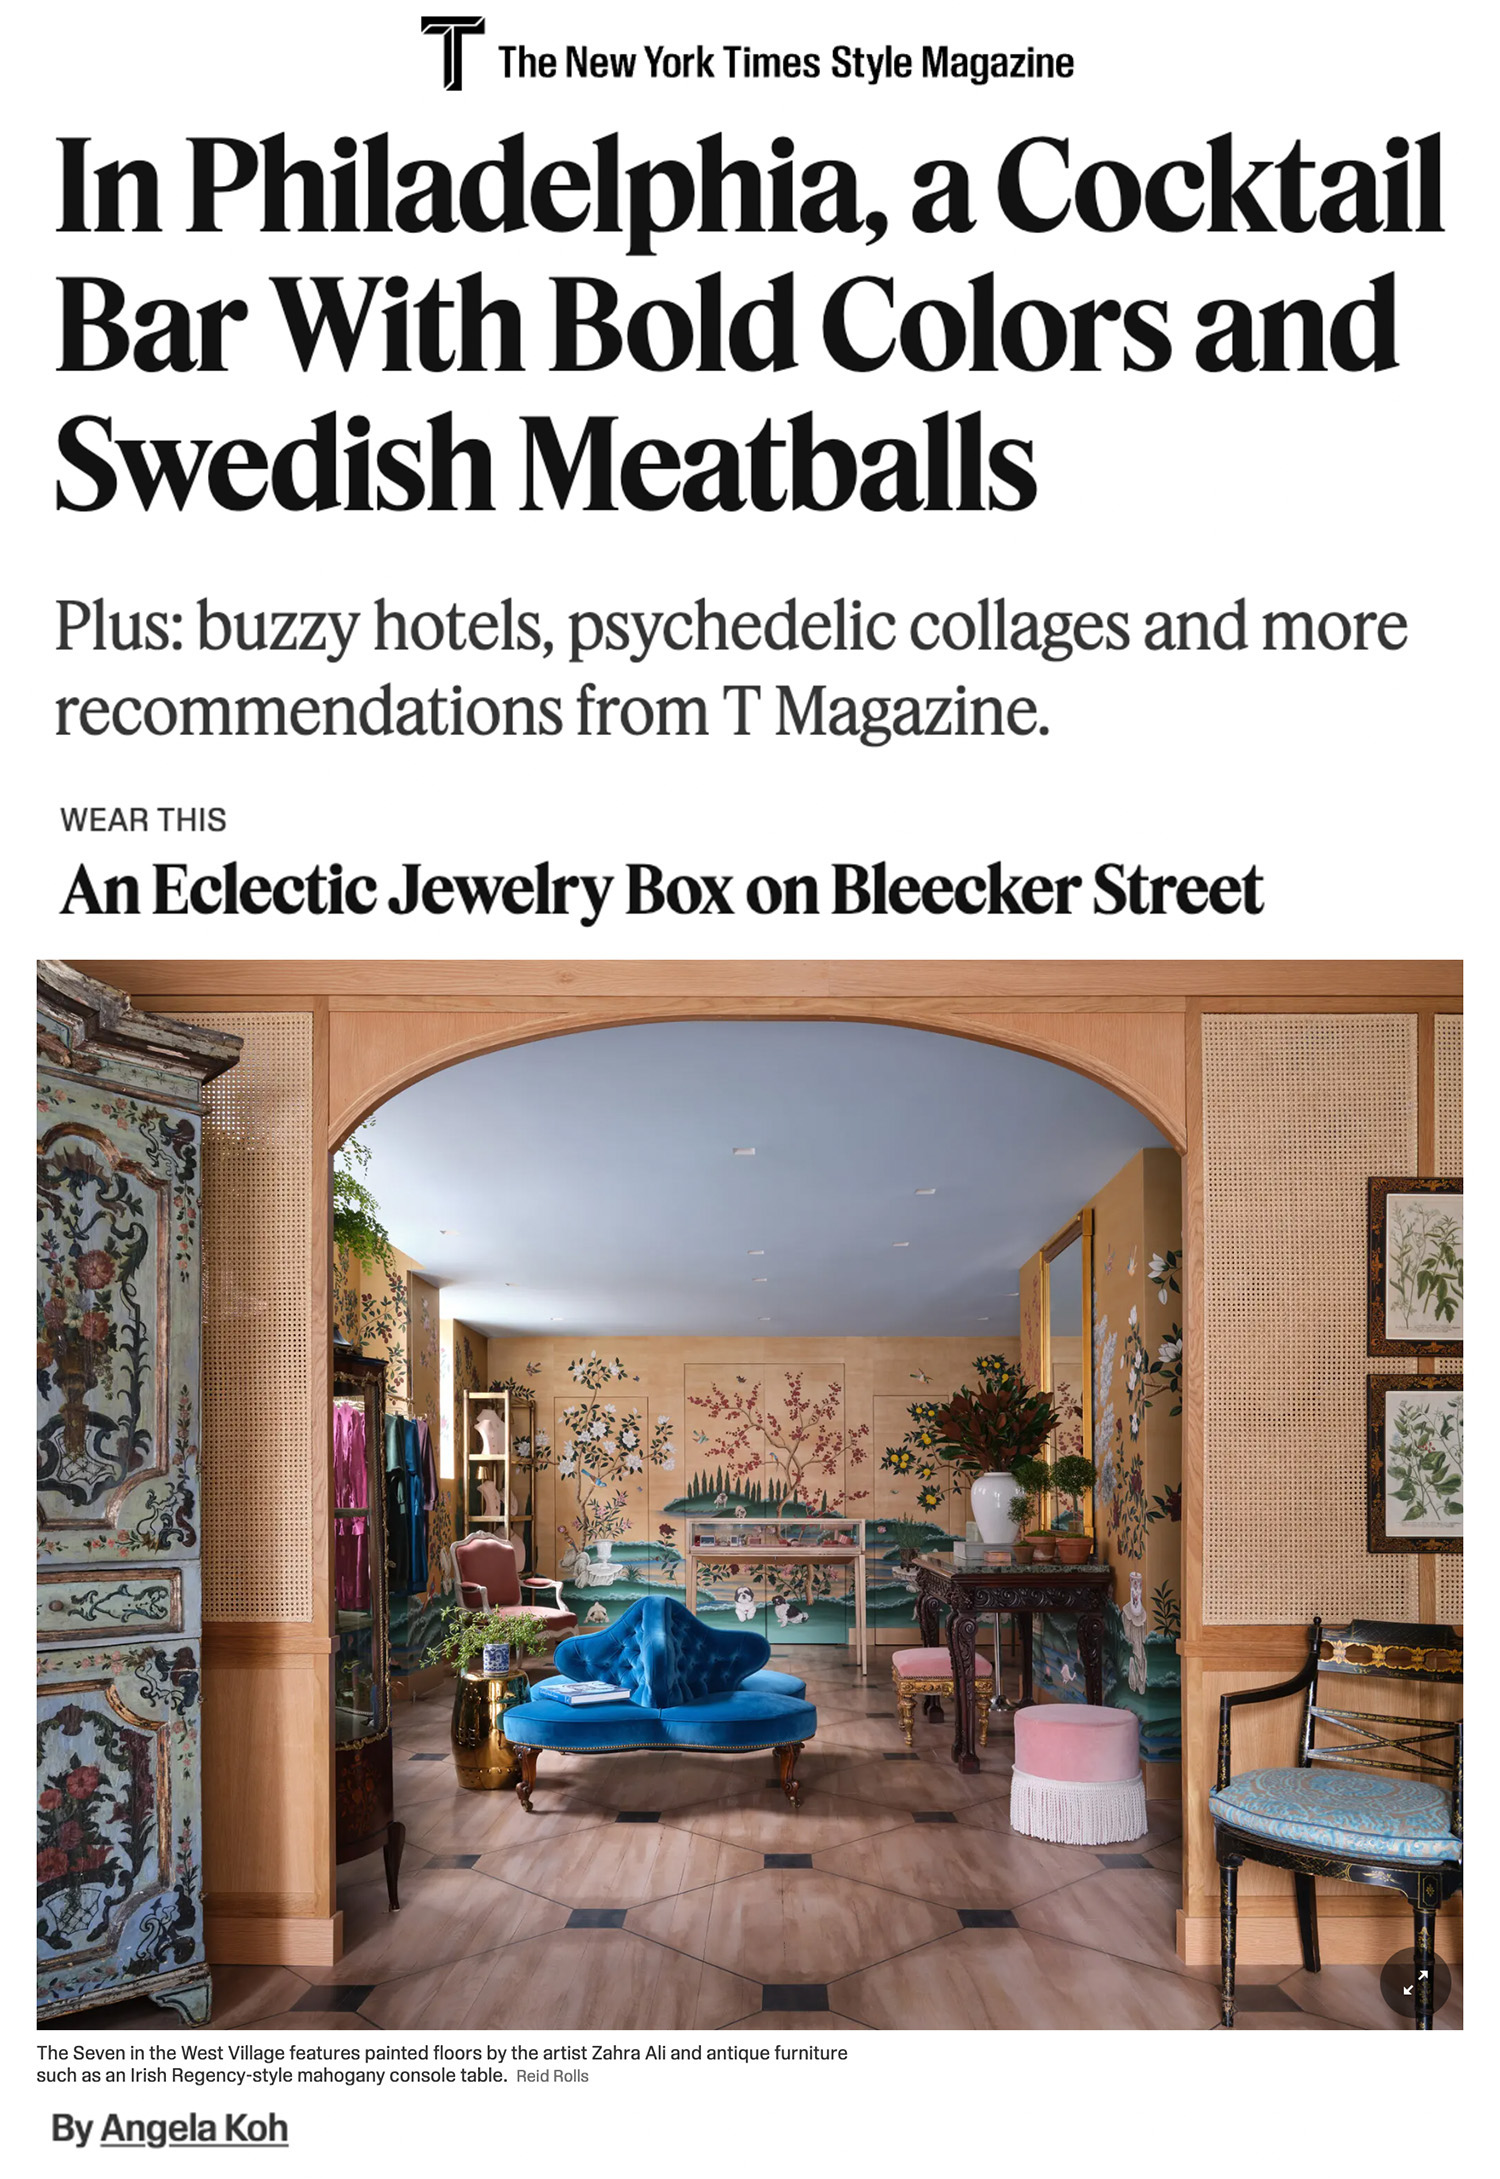 T The New York Times Style Magazine
In Philadelphia, a Cocktail
Bar With Bold Colors and
Swedish Meatballs
Plus: buzzy hotels, psychedelic collages and more
recommendations from T Magazine.
WEAR THIS
An Eclectic Jewelry Box on Bleecker Street
The Seven in the West Village features painted floors by the artist Zahra Ali and antique furniture
such as an Irish Regency-style mahogany console table. Reid Rolls
By Angela Koh